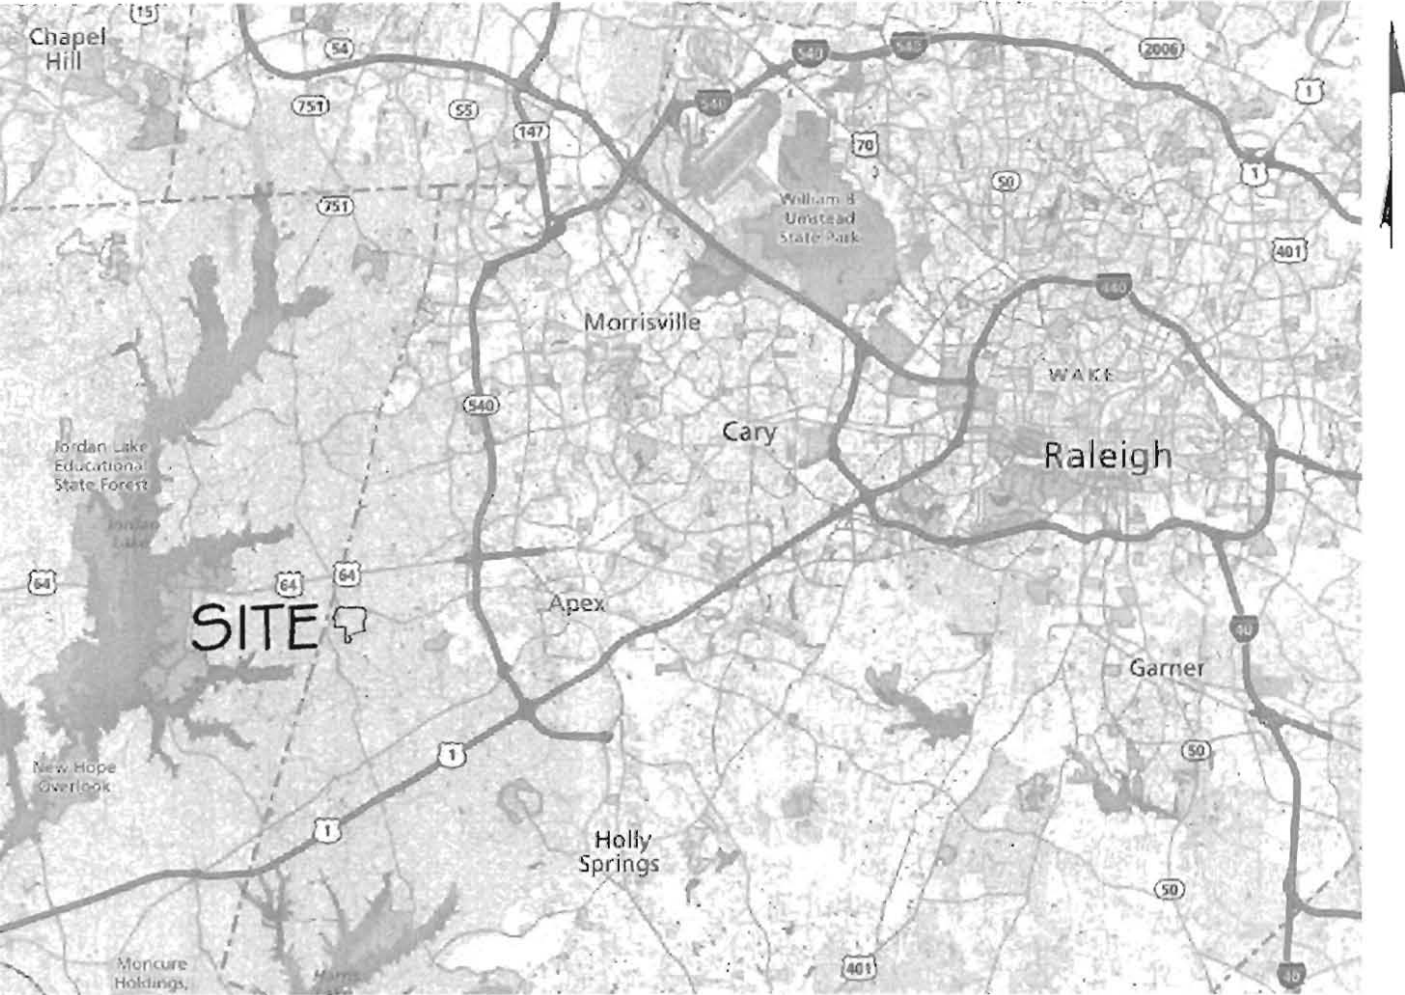 15
Chapel
Hill
54
540
540
2006
751
55
540
1
147
70
50
1
William B
Umstead
State Park
751
401
440
Morrisville
WAKE
540
Cary
Raleigh
Jordan Lake
Educational
State Forest
Jordan
Lake
64
64
64
SITE
Apex
40
Garner
1
50
New Hope
Overlook
1
Holly
Springs
50
Moncure
Holdings,
Harris
401
40